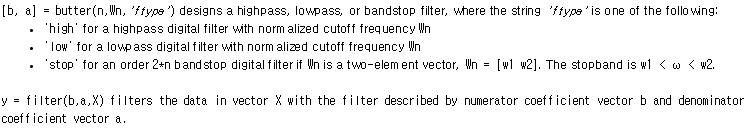 [b, a] = butter(n,Wn,'ftype') designs a highpass, lowpass, or bandstop filter, where the string 'ftype' is one of the following:
• 'high' for a highpass digital filter with normalized cutoff frequency Wn
• 'low' for a lowpass digital filter with normalized cutoff frequency Wn
• 'stop' for an order 2*n bandstop digital filter if Wn is a two-element vector, Wn = [w1 w2]. The stopband is w1 < ω < w2.
y = filter(b,a,X) filters the data in vector X with the filter described by numerator coefficient vector b and denominator
coefficient vector a.